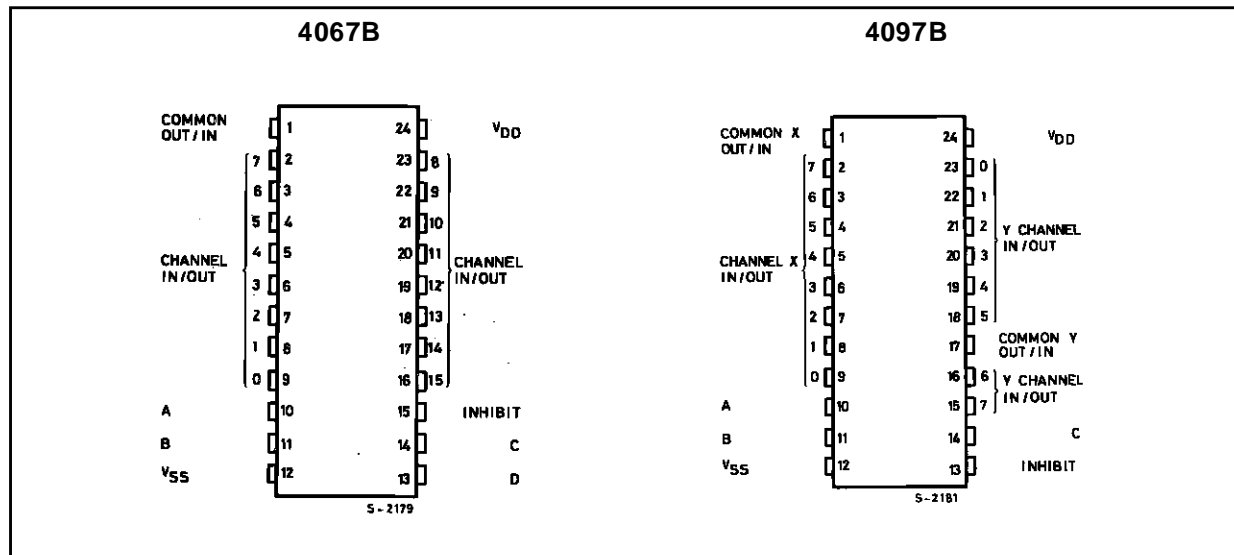 4067B
COMMON
OUT/IN
1
24
VDD
7
2
23
8
6
3
22
9
5
4
21
10
4
5
20
11
CHANNEL
IN/OUT
CHANNEL
IN/OUT
3
6
19
12
2
7
18
13
1
8
17
14
0
9
16
15
A
10
15
INHIBIT
B
11
14
C
VSS
12
13
D
S-2179
4097B
COMMON X
OUT/IN
1
24
VDD
7
2
23
0
6
3
22
1
5
4
21
2
Y CHANNEL
IN/OUT
CHANNEL X
IN/OUT
4
5
20
3
3
6
19
4
2
7
18
5
1
8
17
COMMON Y
OUT/IN
0
9
16
6
Y CHANNEL
IN/OUT
A
10
15
7
B
11
14
C
VSS
12
13
INHIBIT
S-2181